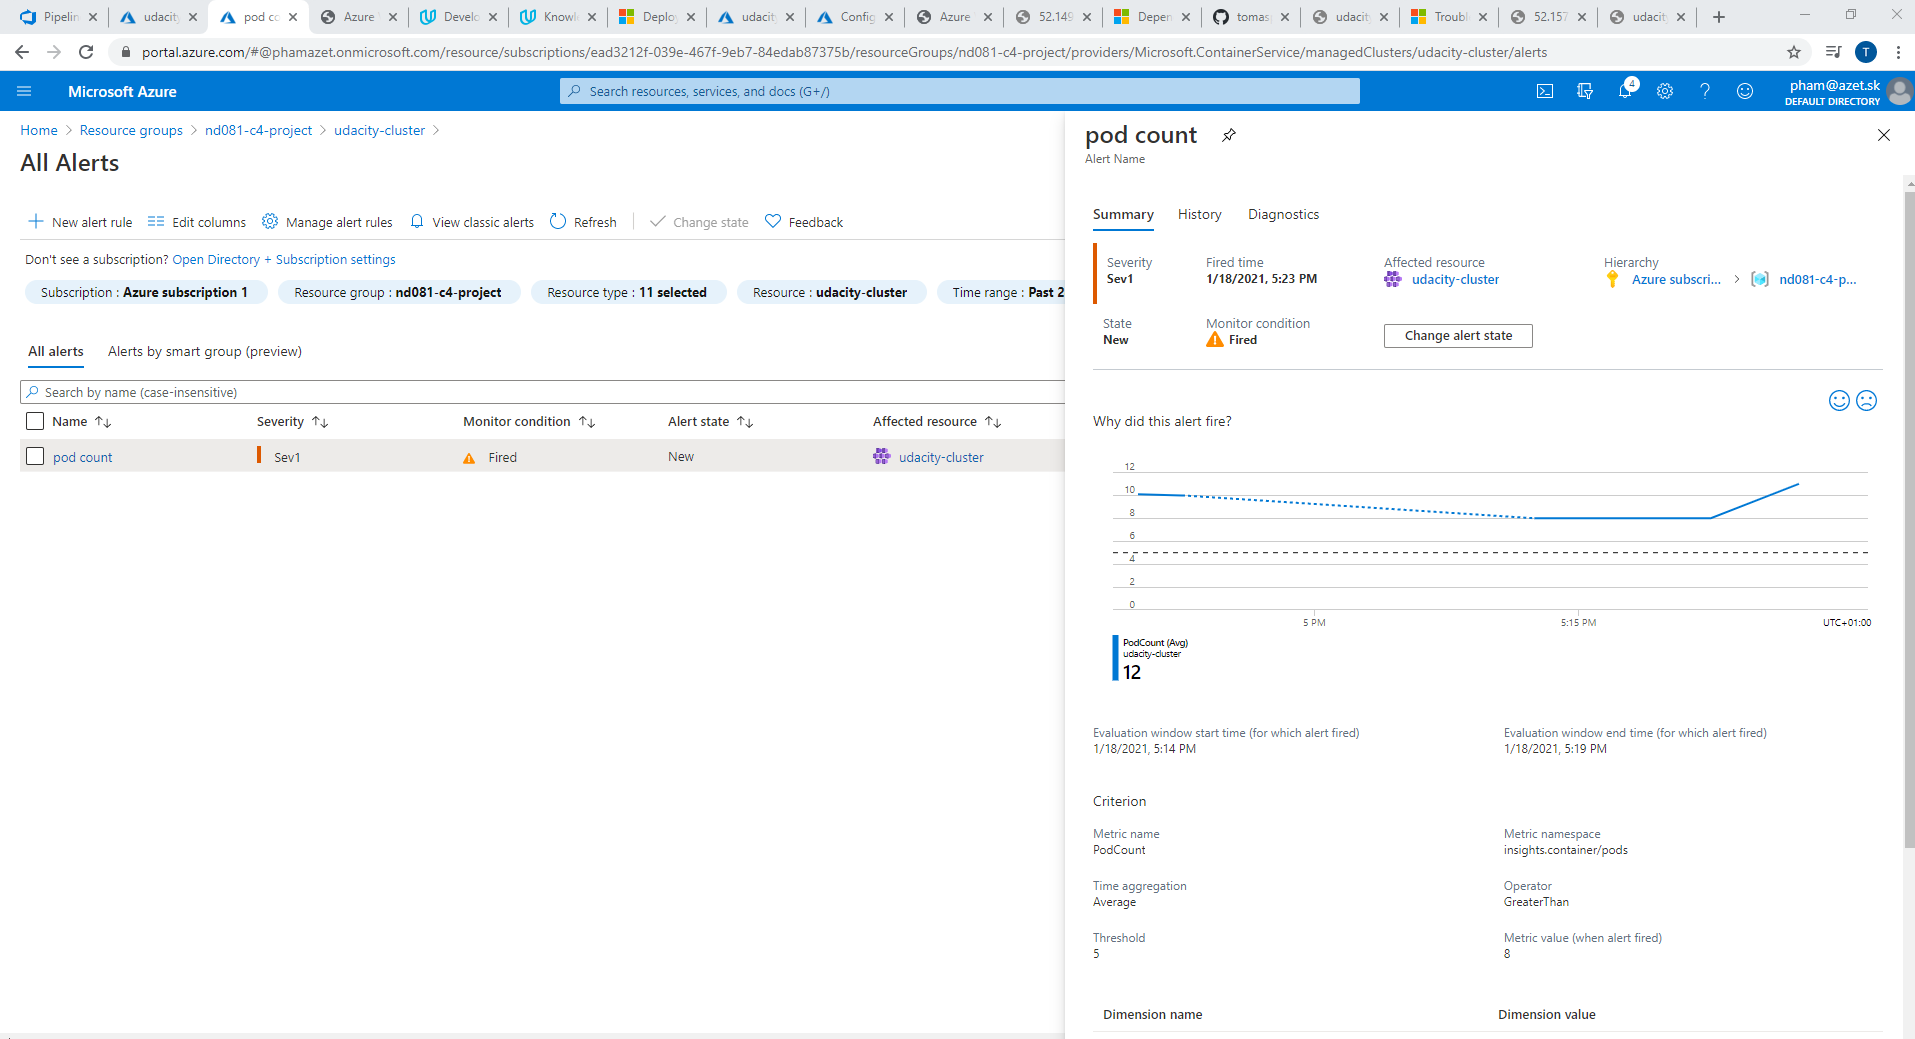 Pipelin
udacity
pod co
Azure
Develo
Knowl
Deploy
udacity
Config
Azure
52.149
Depen
tomas
udacit
Troubl
52.157
udacity
portal.azure.com/#@phamazet.onmicrosoft.com/resource/subscriptions/ead3212f-039e-467f-9eb7-84edab87375b/resourceGroups/nd081-c4-project/providers/Microsoft.ContainerService/managedClusters/udacity-cluster/alerts
T
Microsoft Azure
Search resources, services, and docs (G+/)
4
pham@azet.sk
DEFAULT DIRECTORY
Home > Resource groups > nd081-c4-project > udacity-cluster >
All Alerts
New alert rule
Edit columns
Manage alert rules
View classic alerts
Refresh
Change state
Feedback
Don't see a subscription? Open Directory + Subscription settings
Subscription : Azure subscription 1
Resource group : nd081-c4-project
Resource type : 11 selected
Resource : udacity-cluster
Time range : Past 2
All alerts
Alerts by smart group (preview)
Search by name (case-insensitive)
Name
Severity
Monitor condition
Alert state
Affected resource
pod count
Sev1
Fired
New
udacity-cluster
pod count
Alert Name
Summary
History
Diagnostics
Severity
Sev1
Fired time
1/18/2021, 5:23 PM
Affected resource
udacity-cluster
Hierarchy
Azure subscri... > nd081-c4-p...
State
New
Monitor condition
Fired
Change alert state
Why did this alert fire?
12
10
8
6
4
2
0
5 PM
5:15 PM
UTC+01:00
PodCount (Avg)
udacity-cluster
12
Evaluation window start time (for which alert fired)
1/18/2021, 5:14 PM
Evaluation window end time (for which alert fired)
1/18/2021, 5:19 PM
Criterion
Metric name
PodCount
Metric namespace
insights.container/pods
Time aggregation
Average
Operator
GreaterThan
Threshold
5
Metric value (when alert fired)
8
Dimension name
Dimension value